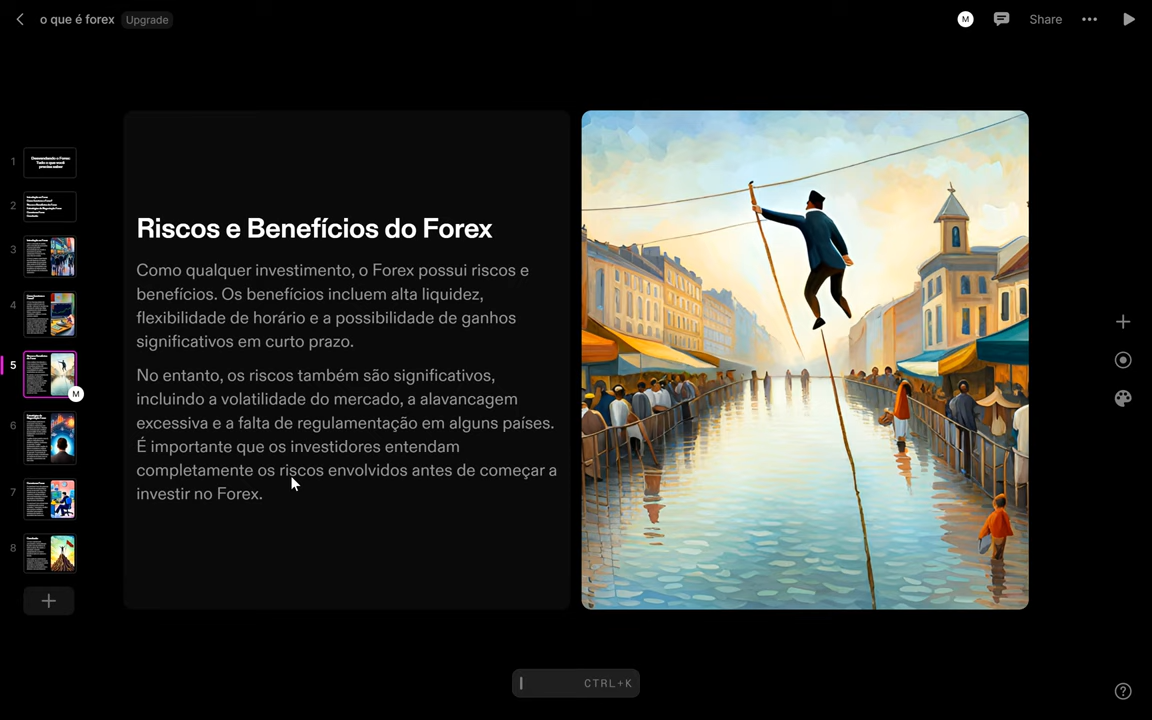 o que é forex Upgrade
M
Share
1
2
3
4
5
M
6
7
8
Riscos e Benefícios do Forex
Como qualquer investimento, o Forex possui riscos e
benefícios. Os benefícios incluem alta liquidez,
flexibilidade de horário e a possibilidade de ganhos
significativos em curto prazo.
No entanto, os riscos também são significativos,
incluindo a volatilidade do mercado, a alavancagem
excessiva e a falta de regulamentação em alguns países.
É importante que os investidores entendam
completamente os riscos envolvidos antes de começar a
investir no Forex.
CTRL+K